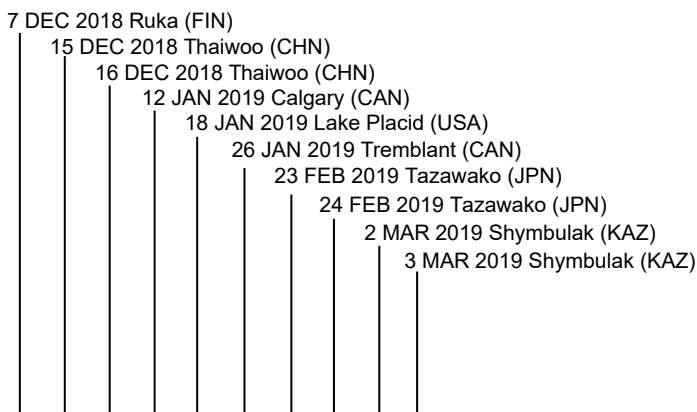 7 DEC 2018 Ruka (FIN)
15 DEC 2018 Thaiwoo (CHN)
16 DEC 2018 Thaiwoo (CHN)
12 JAN 2019 Calgary (CAN)
18 JAN 2019 Lake Placid (USA)
26 JAN 2019 Tremblant (CAN)
23 FEB 2019 Tazawako (JPN)
24 FEB 2019 Tazawako (JPN)
2 MAR 2019 Shymbulak (KAZ)
3 MAR 2019 Shymbulak (KAZ)